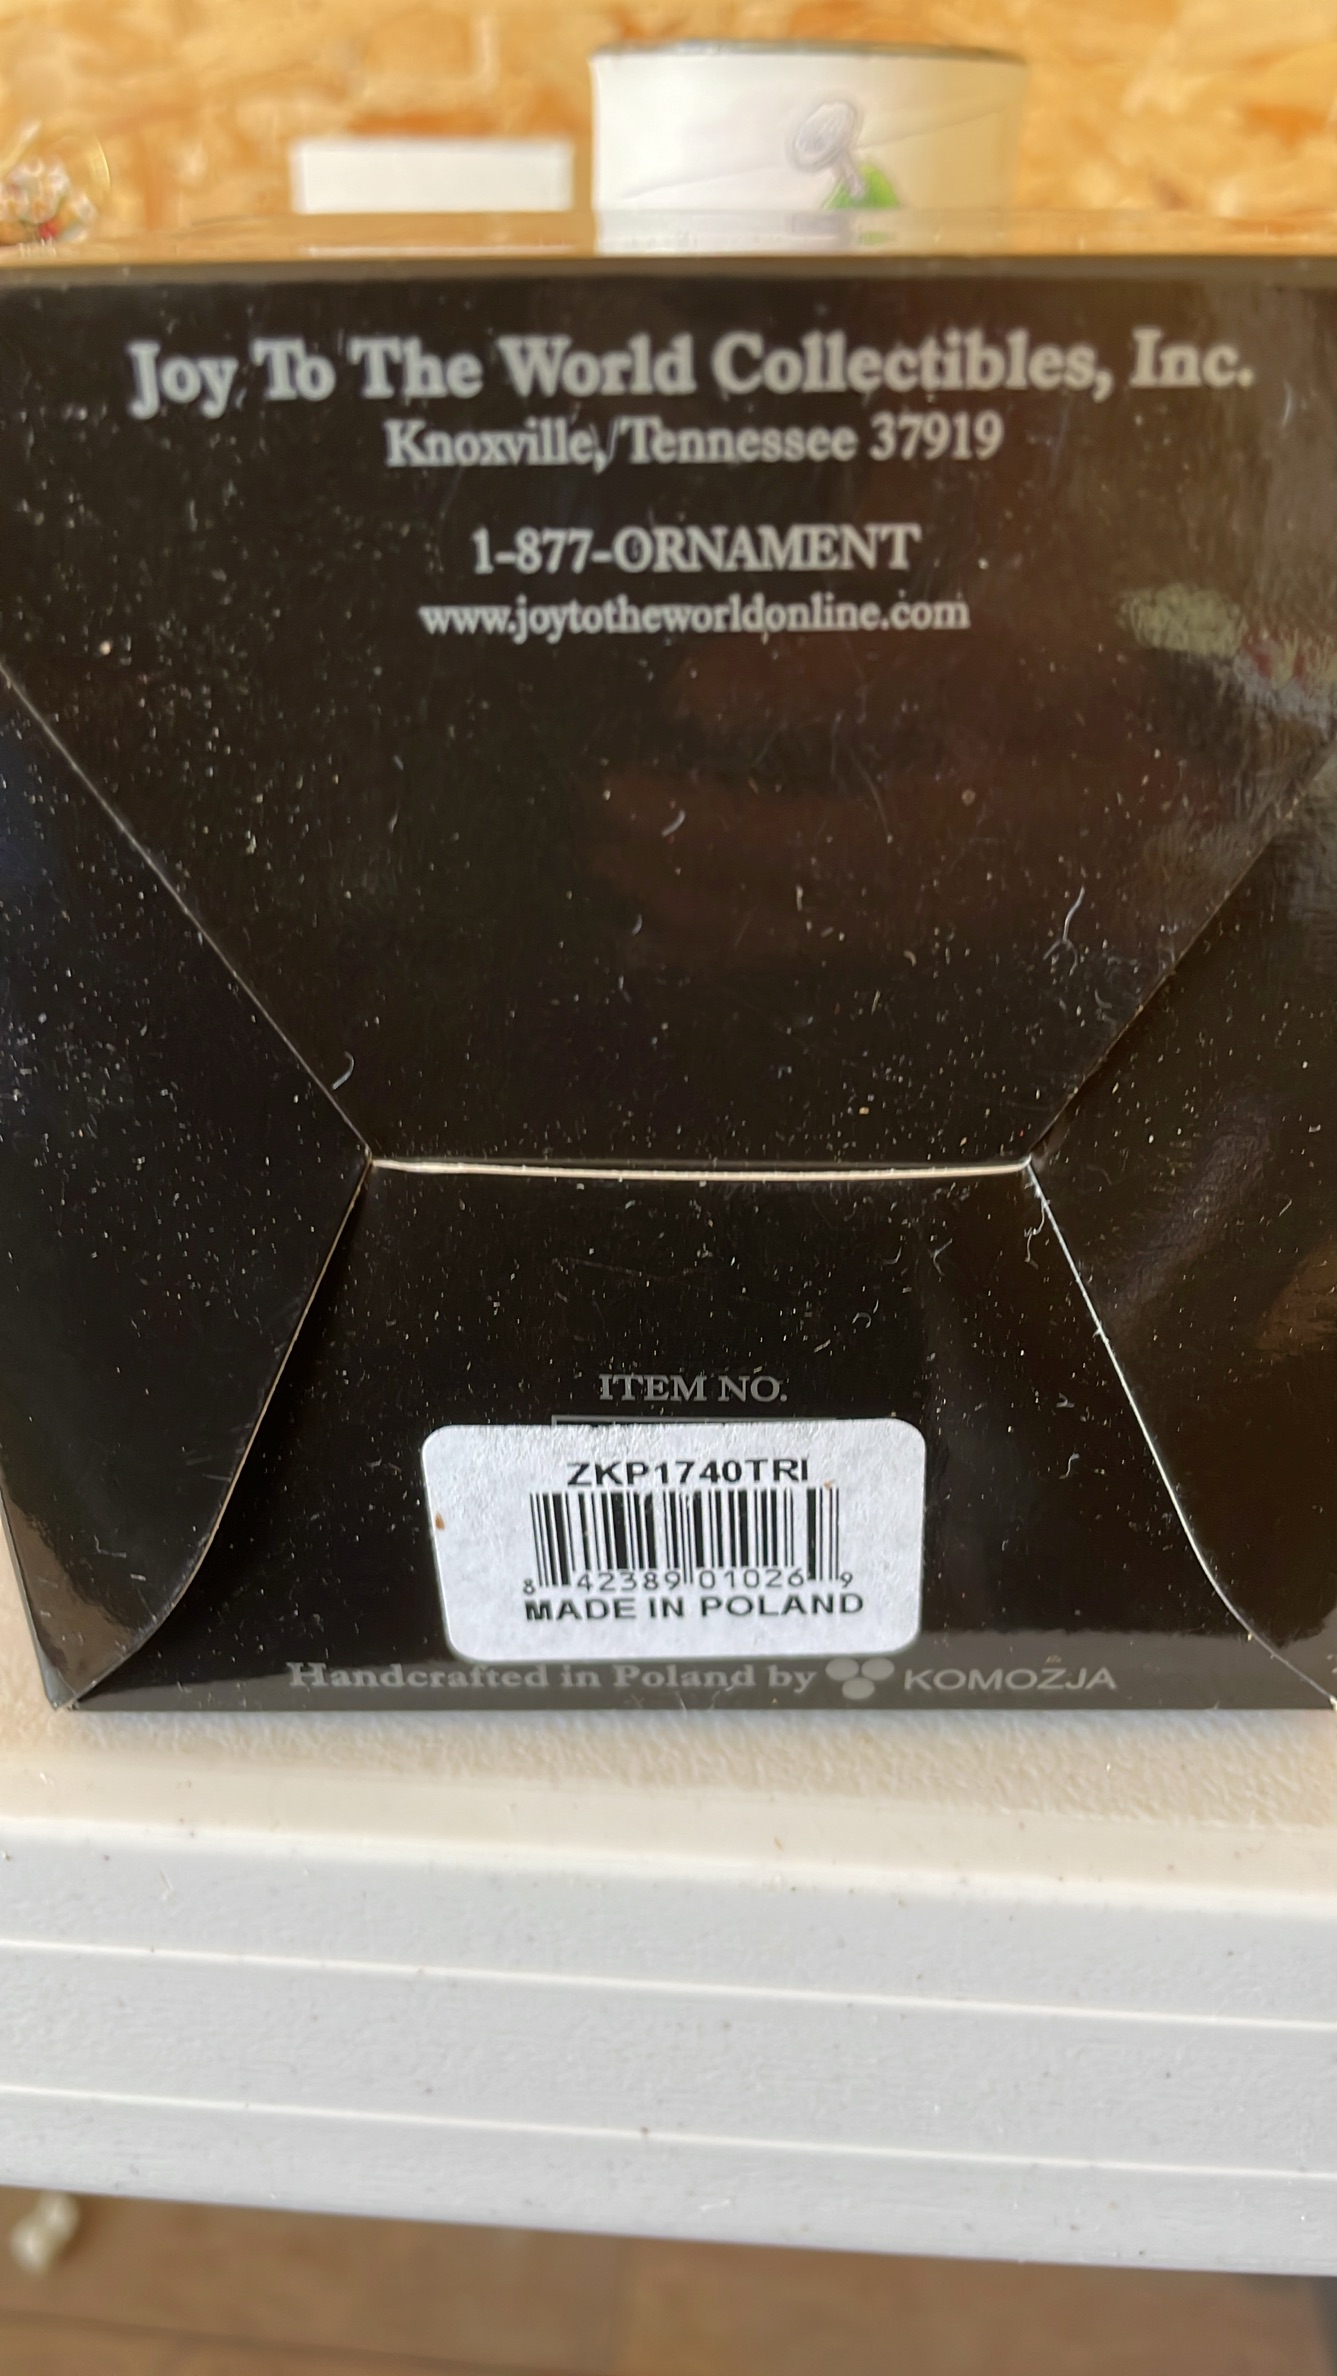 Joy To The World Collectibles, Inc.
Knoxville, Tennessee 37919
1-877-ORNAMENT
www.joytotheworldonline.com
ITEM NO.
ZKP1740TRI
8 42389 01026 9
MADE IN POLAND
Handcrafted in Poland by KOMOZJA